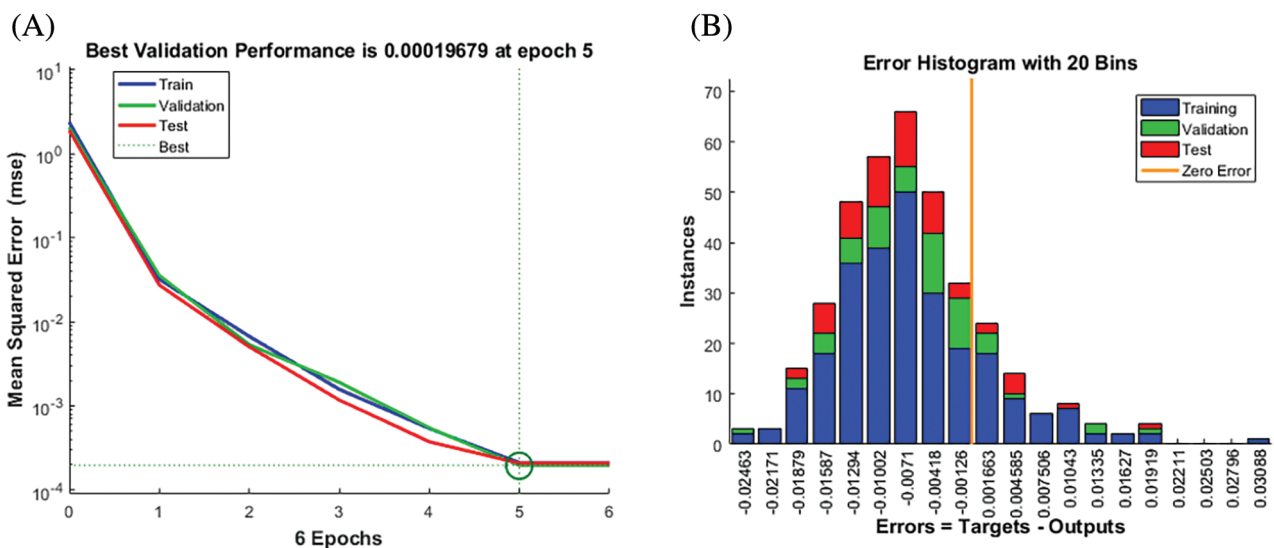 (A)
Best Validation Performance is 0.00019679 at epoch 5
Train
Validation
Test
Best
Mean Squared Error (mse)
10^1
10^0
10^-1
10^-2
10^-3
10^-4
0 1 2 3 4 5 6
6 Epochs
(B)
Error Histogram with 20 Bins
Training
Validation
Test
Zero Error
Instances
70
60
50
40
30
20
10
0
-0.02463
-0.02171
-0.01879
-0.01587
-0.01294
-0.01002
-0.0071
-0.00418
-0.00126
0.001663
0.004585
0.007506
0.01043
0.01335
0.01627
0.01919
0.02211
0.02503
0.02796
0.03088
Errors = Targets - Outputs